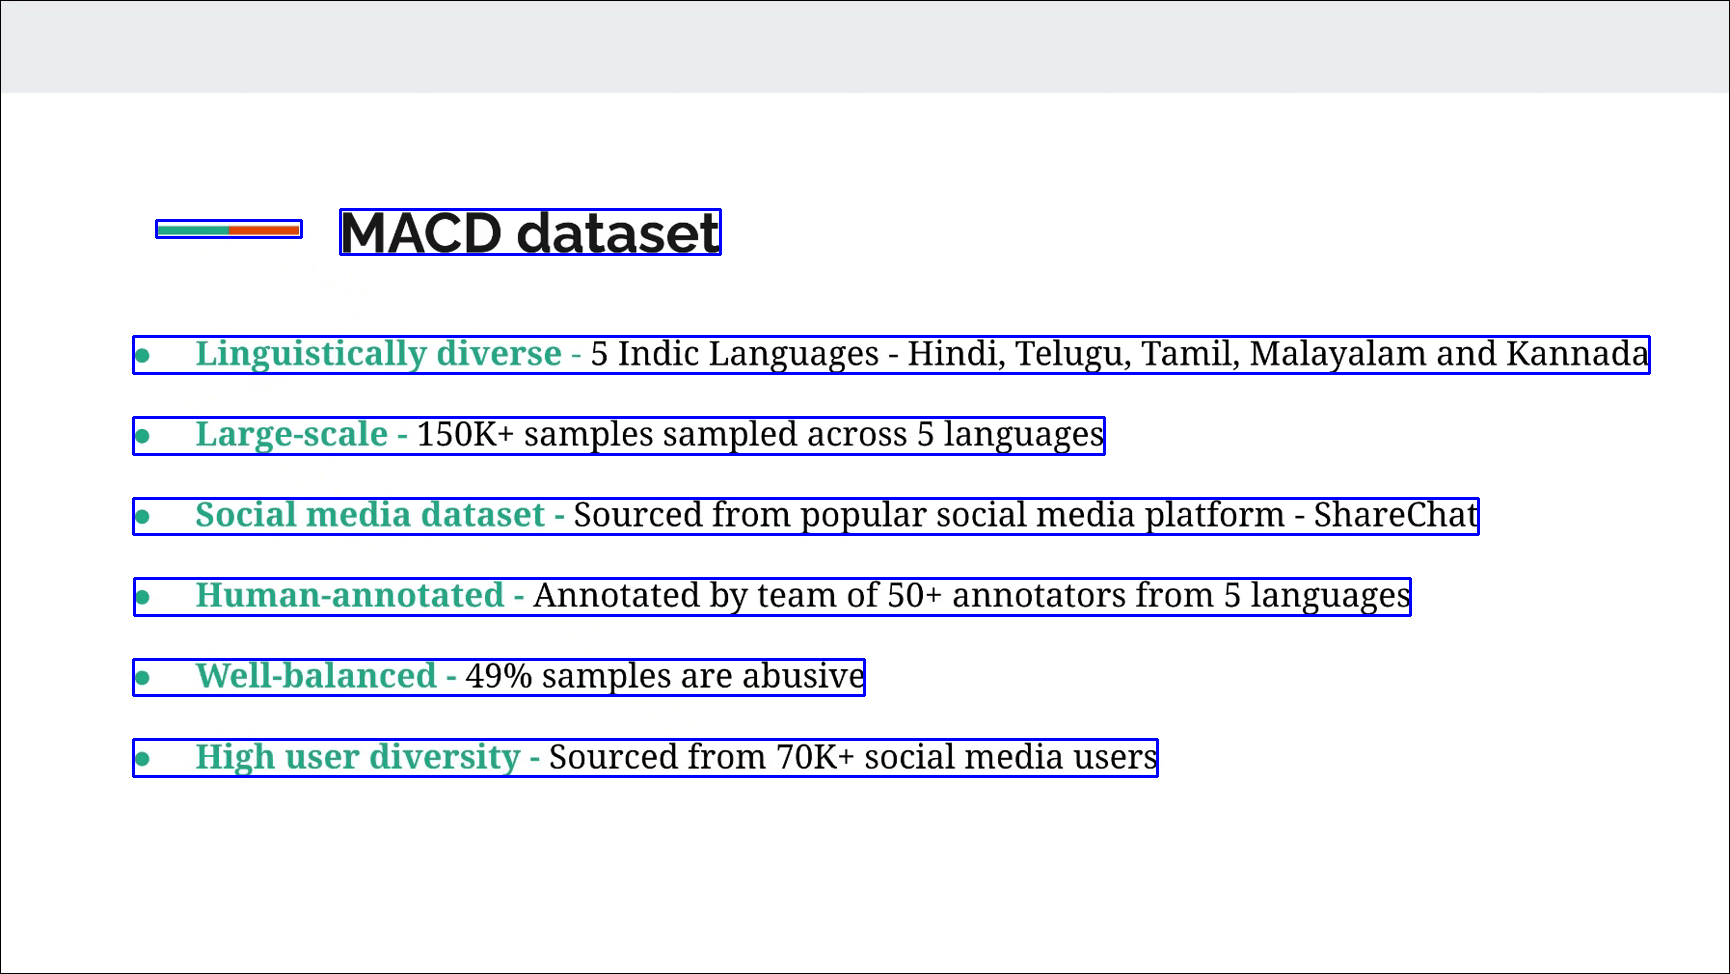 MACD dataset
● Linguistically diverse - 5 Indic Languages - Hindi, Telugu, Tamil, Malayalam and Kannada
● Large-scale - 150K+ samples sampled across 5 languages
● Social media dataset - Sourced from popular social media platform - ShareChat
● Human-annotated - Annotated by team of 50+ annotators from 5 languages
● Well-balanced - 49% samples are abusive
● High user diversity - Sourced from 70K+ social media users